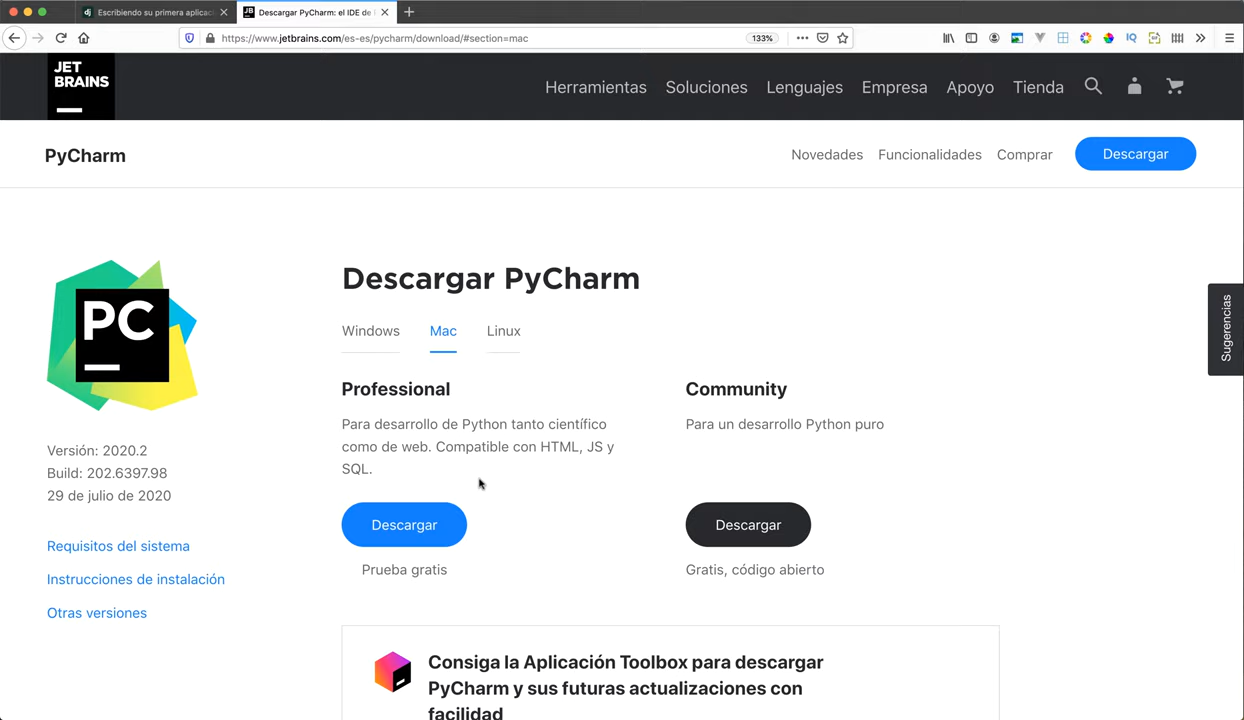 dj Escribiendo su primera aplicac
JB Descargar PyCharm: el IDE de
https://www.jetbrains.com/es-es/pycharm/download/#section=mac
133%
IQ
JET
BRAINS
Herramientas
Soluciones
Lenguajes
Empresa
Apoyo
Tienda
PyCharm
Novedades
Funcionalidades
Comprar
Descargar
Sugerencias
PC
Versión: 2020.2
Build: 202.6397.98
29 de julio de 2020
Requisitos del sistema
Instrucciones de instalación
Otras versiones
Descargar PyCharm
Windows
Mac
Linux
Professional
Para desarrollo de Python tanto científico
como de web. Compatible con HTML, JS y
SQL.
Descargar
Prueba gratis
Community
Para un desarrollo Python puro
Descargar
Gratis, código abierto
Consiga la Aplicación Toolbox para descargar
PyCharm y sus futuras actualizaciones con
facilidad